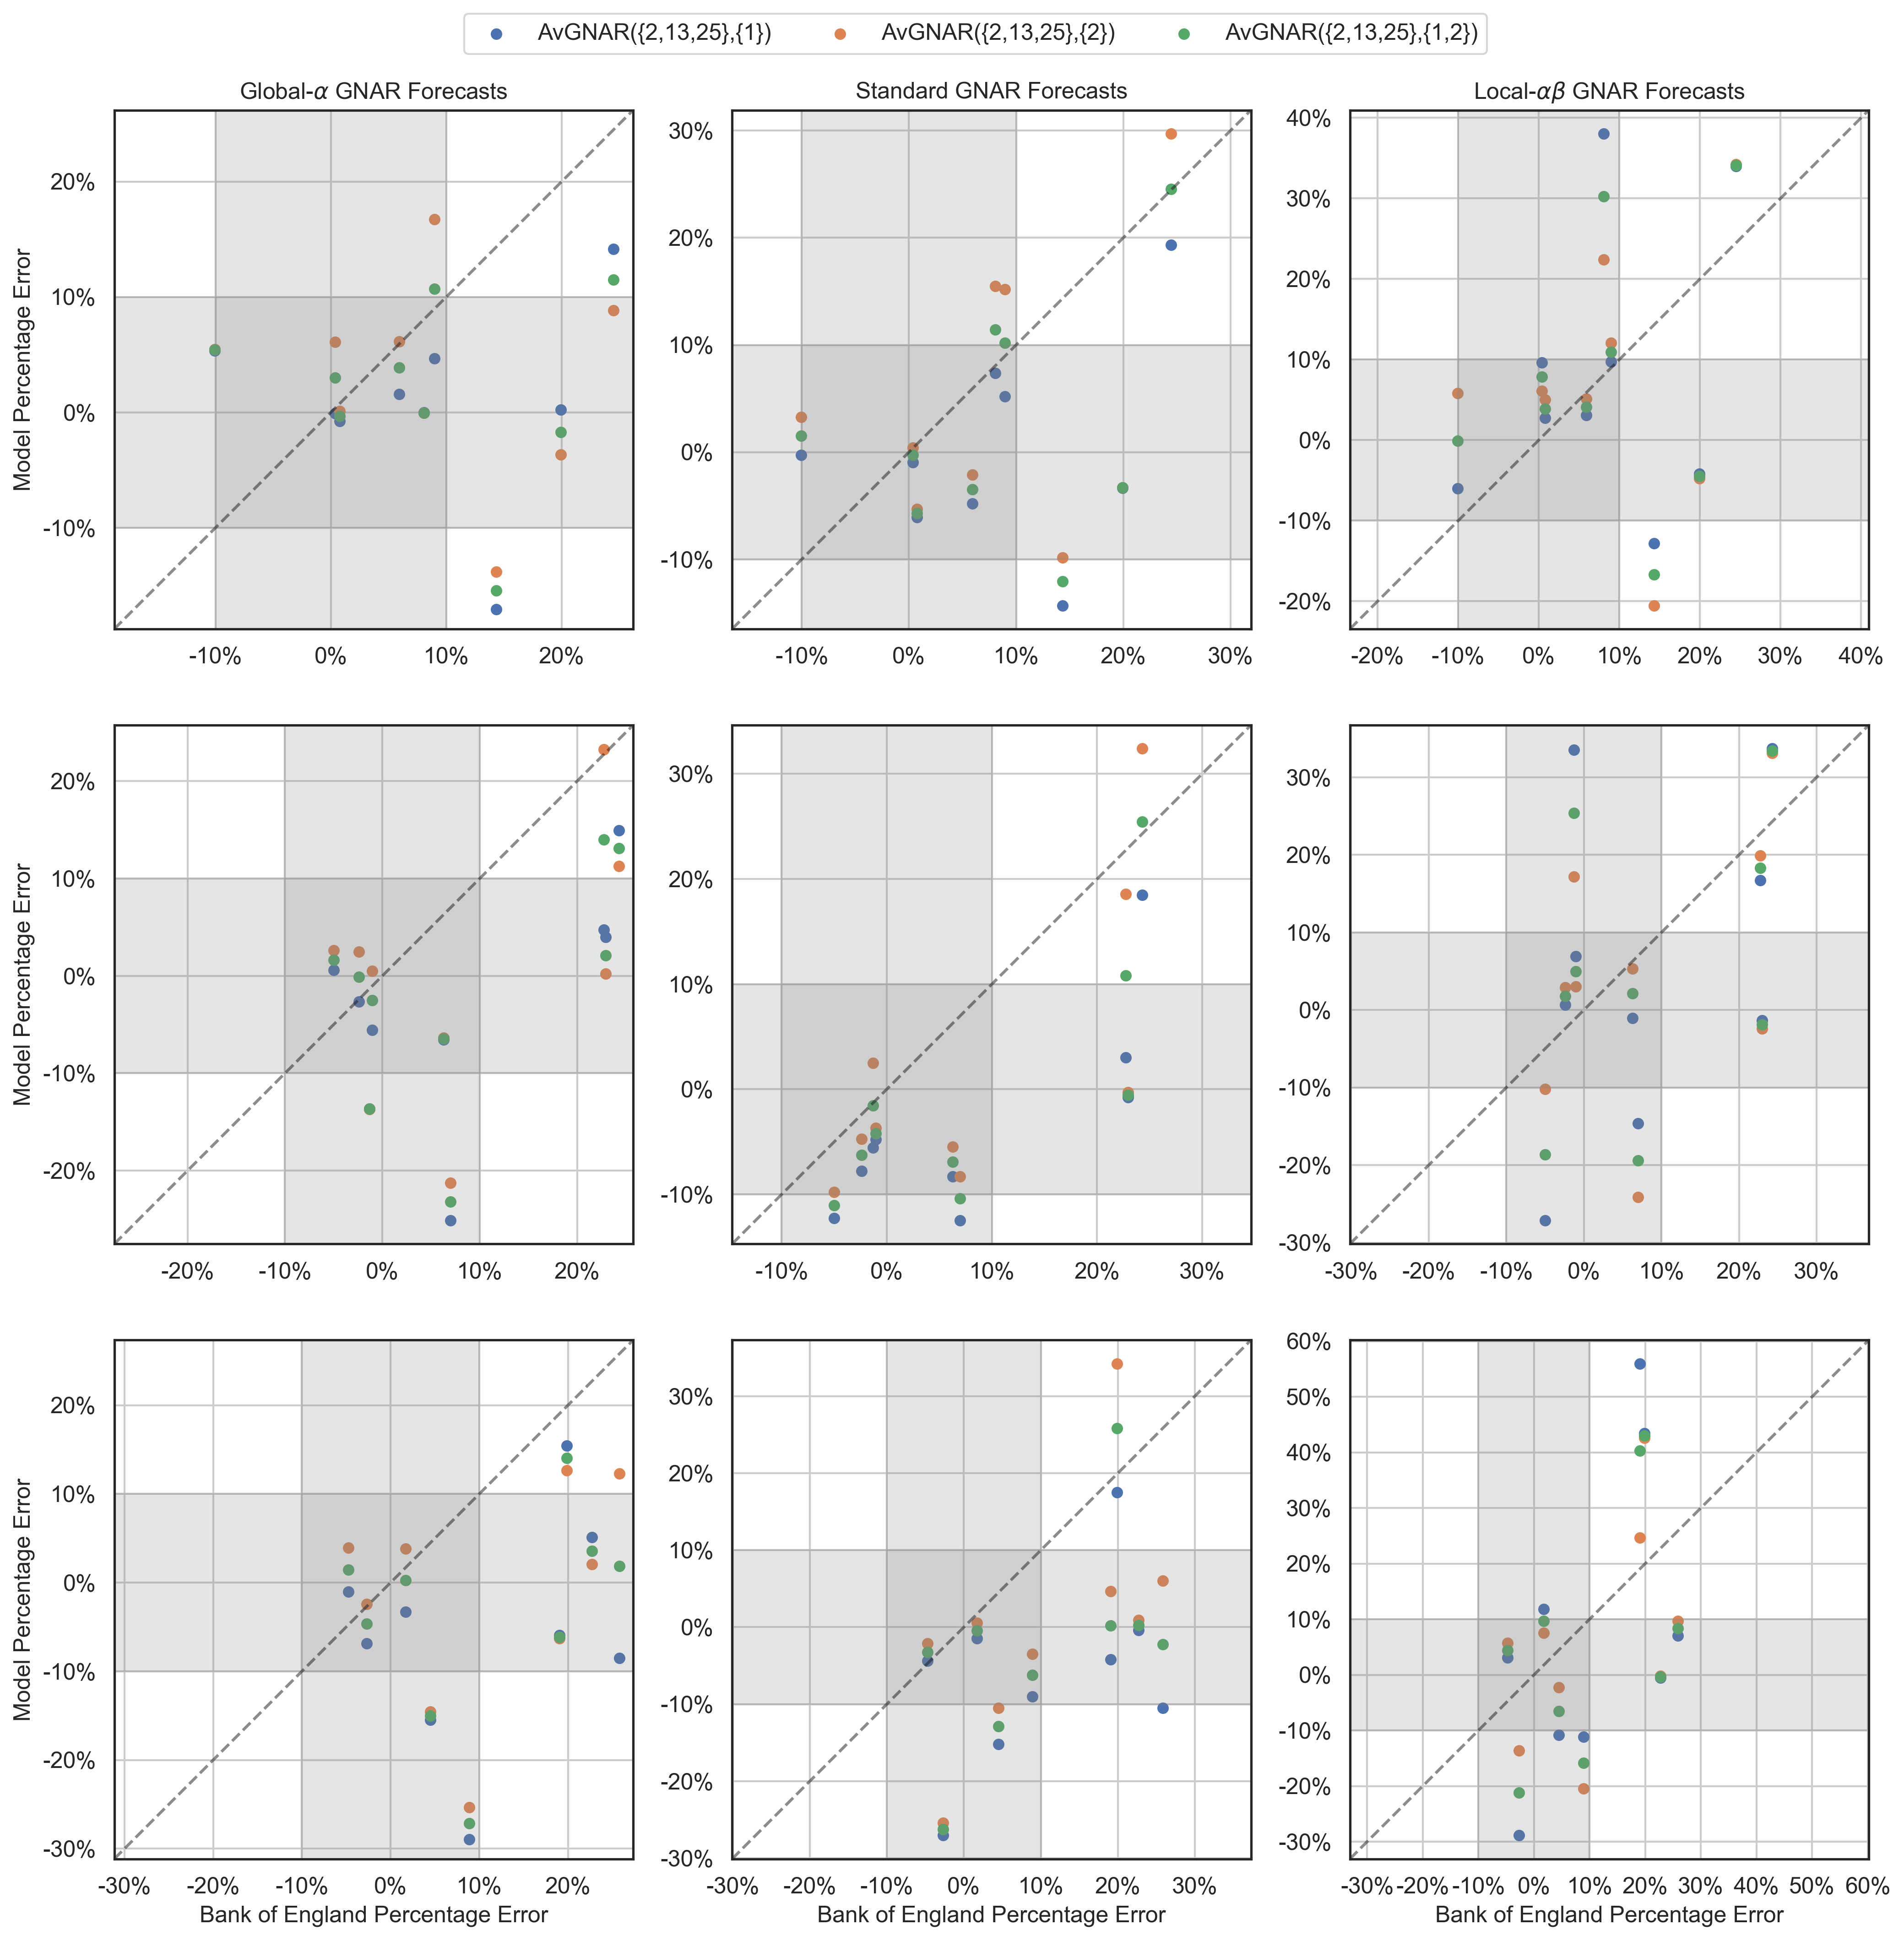 AvGNAR({2,13,25},{1}) AvGNAR({2,13,25},{2}) AvGNAR({2,13,25},{1,2})
Global-α GNAR Forecasts
Model Percentage Error
20%
10%
0%
-10%
-10% 0% 10% 20%
Standard GNAR Forecasts
30%
20%
10%
0%
-10%
-10% 0% 10% 20% 30%
Local-αβ GNAR Forecasts
40%
30%
20%
10%
0%
-10%
-20%
-20% -10% 0% 10% 20% 30% 40%
Model Percentage Error
20%
10%
0%
-10%
-20%
-20% -10% 0% 10% 20%
30%
20%
10%
0%
-10%
-10% 0% 10% 20% 30%
30%
20%
10%
0%
-10%
-20%
-30%
-30% -20% -10% 0% 10% 20% 30%
Model Percentage Error
20%
10%
0%
-10%
-20%
-30%
-30% -20% -10% 0% 10% 20%
Bank of England Percentage Error
30%
20%
10%
0%
-10%
-20%
-30%
-30% -20% -10% 0% 10% 20% 30%
Bank of England Percentage Error
60%
50%
40%
30%
20%
10%
0%
-10%
-20%
-30%
-30% -20% -10% 0% 10% 20% 30% 40% 50% 60%
Bank of England Percentage Error